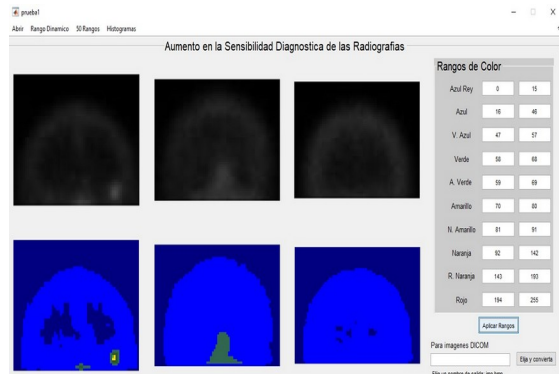 prueba1
Abrir Rango Dinamico 50 Rangos Histogramas
Aumento en la Sensibilidad Diagnostica de las Radiografias
Rangos de Color
Azul Rey 0 15
Azul 16 46
V. Azul 47 57
Verde 58 68
A. Verde 59 69
Amarillo 70 80
N. Amarillo 81 91
Naranja 92 142
R. Naranja 143 193
Rojo 194 255
Aplicar Rangos
Para imagenes DICOM
Elija y convierta